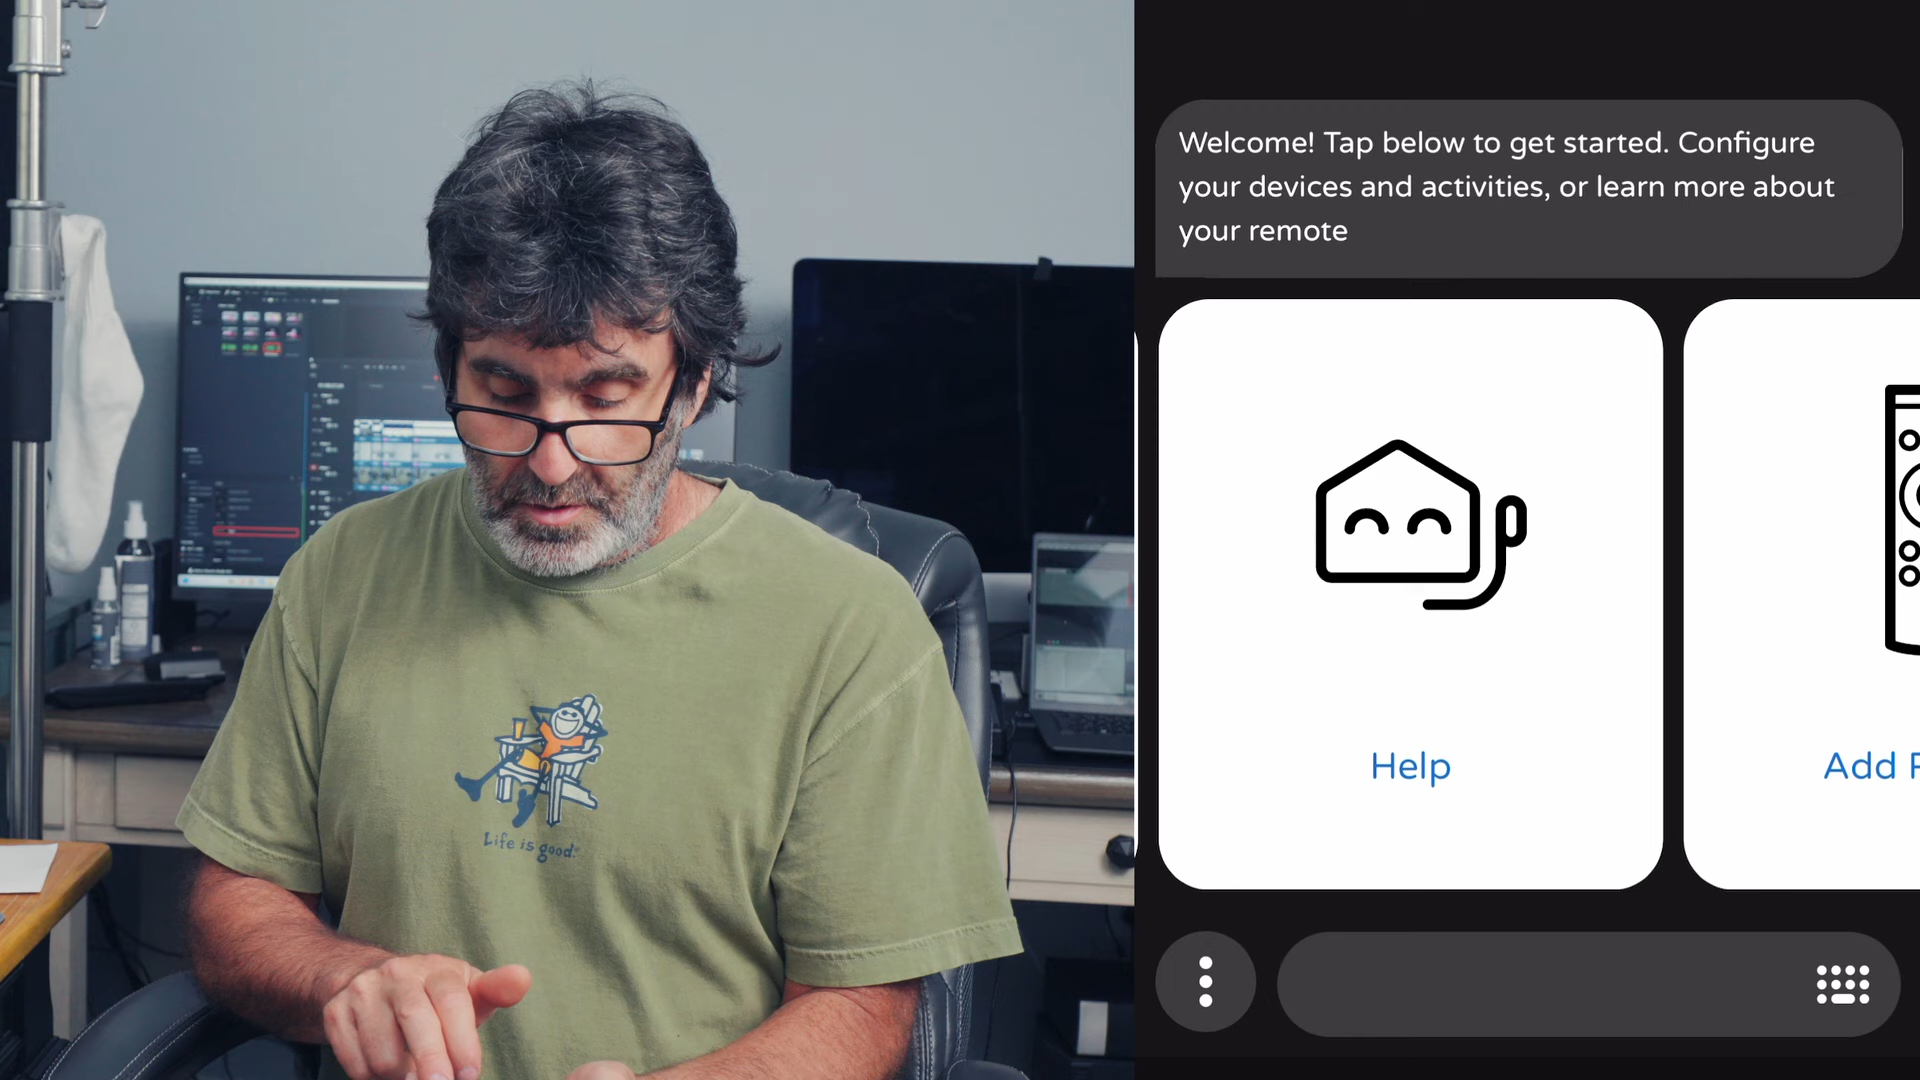 Welcome! Tap below to get started. Configure
your devices and activities, or learn more about
your remote
Help
Add
Life is good.